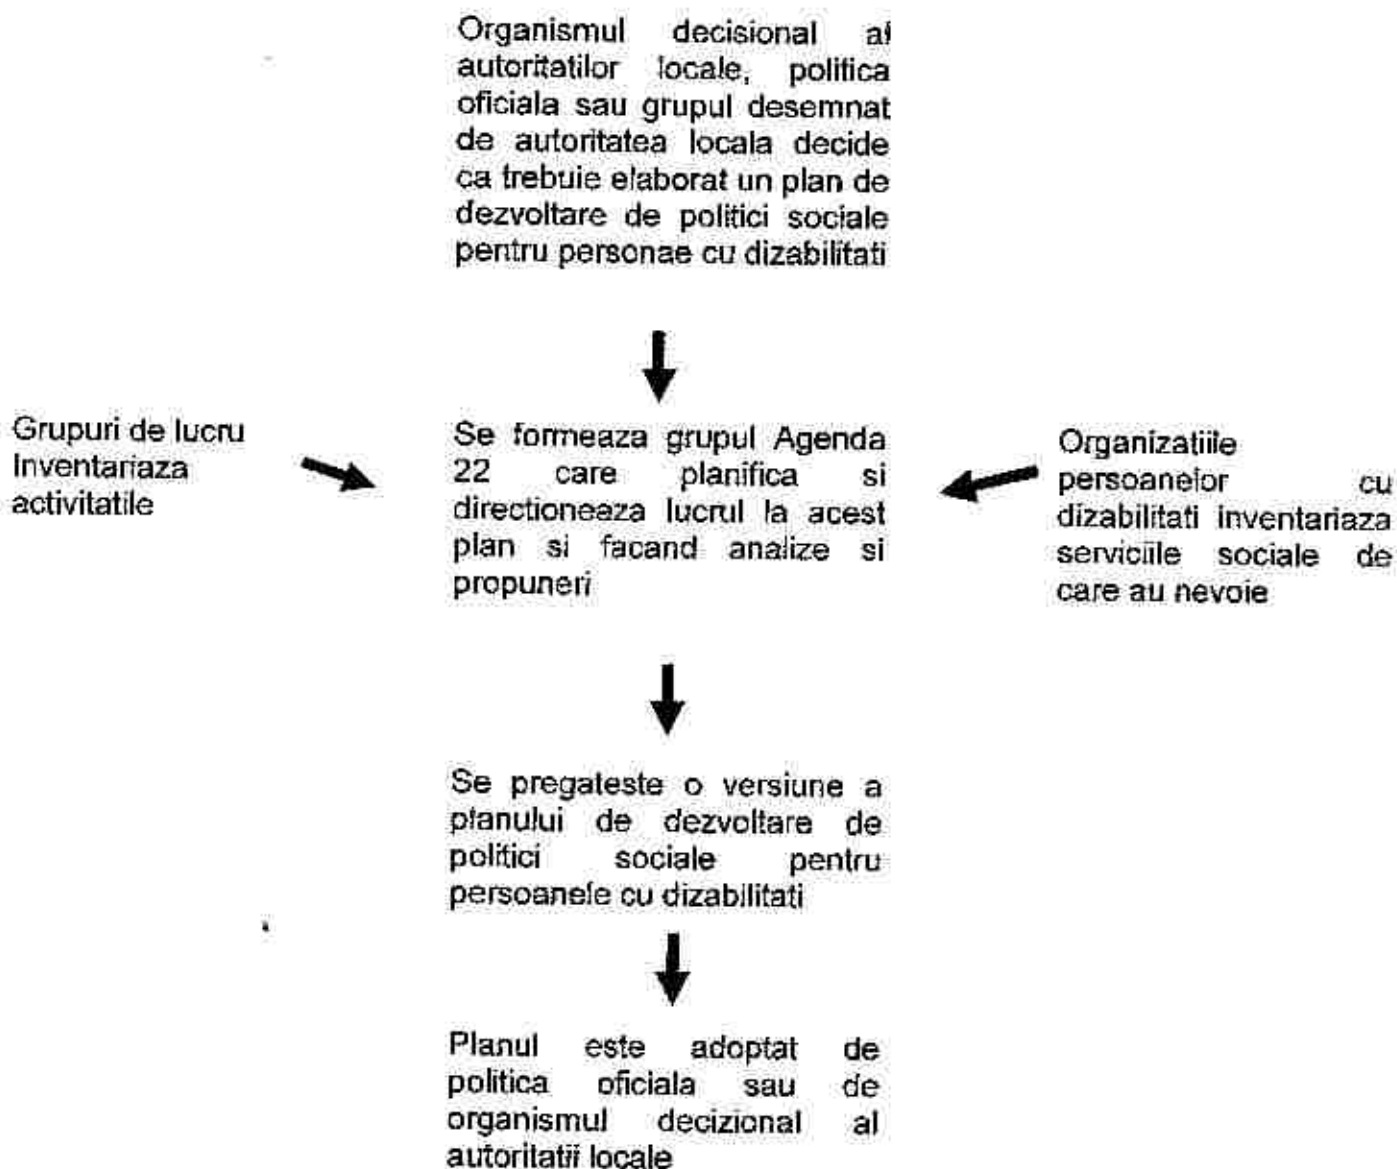 Organismul decisional al
autoritatilor locale, politica
oficiala sau grupul desemnat
de autoritatea locala decide
ca trebuie elaborat un plan de
dezvoltare de politici sociale
pentru personae cu dizabilitati
Grupuri de lucru
Inventariaza
activitatile
Se formeaza grupul Agenda
22 care planifica si
directioneaza lucrul la acest
plan si facand analize si
propuneri
Organizațiile
persoanelor cu
dizabilitati inventariaza
serviciile sociale de
care au nevoie
Se pregateste o versiune a
planului de dezvoltare de
politici sociale pentru
persoanele cu dizabilitati
Planul este adoptat de
politica oficiala sau de
organismul decizional al
autoritatii locale